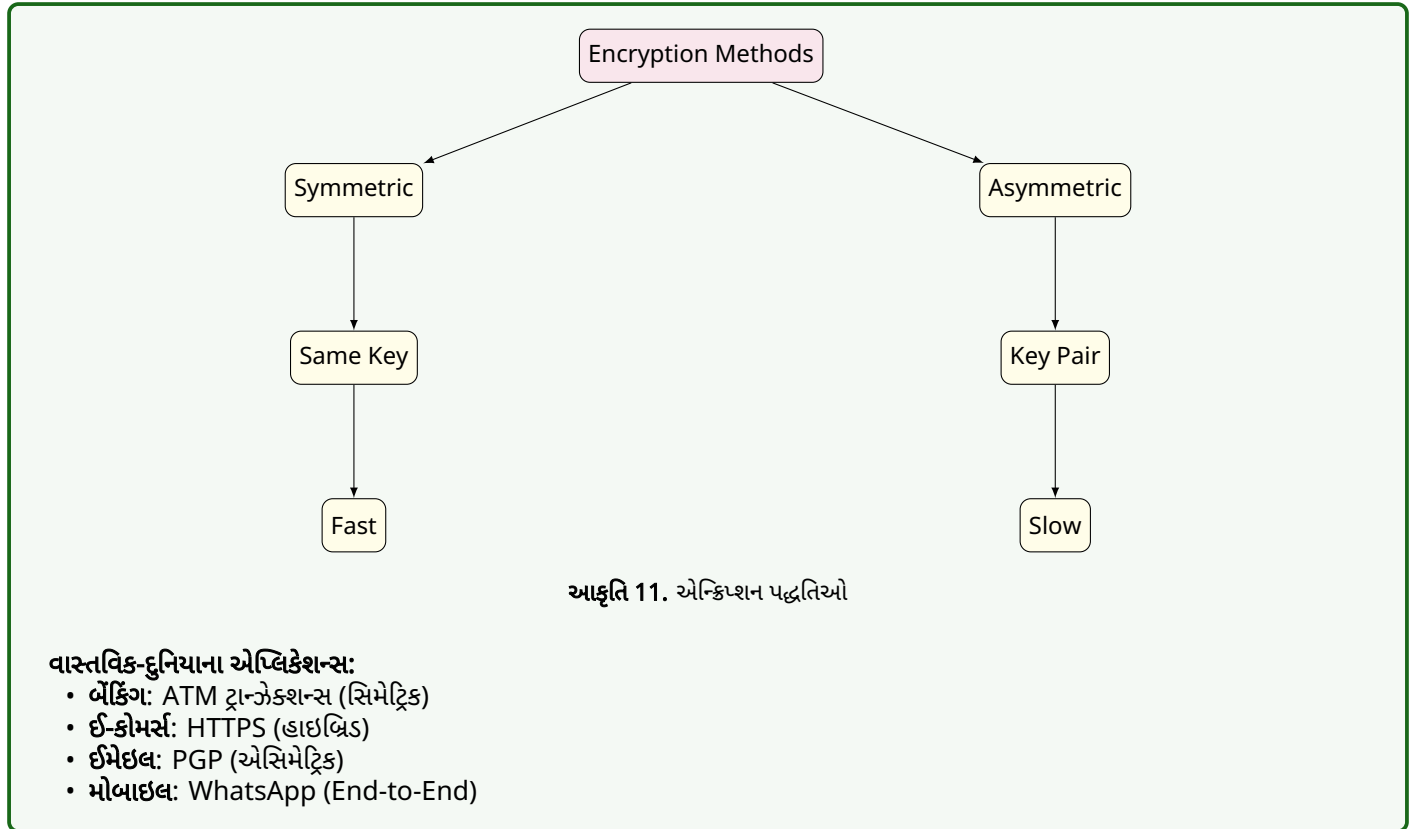 Encryption Methods
Symmetric Asymmetric
Same Key Key Pair
Fast Slow
આકૃતિ 11. એન્ક્રિપ્શન પદ્ધતિઓ
વાસ્તવિક-દુનિયાના એપ્લિકેશન્સ:
• બેંકિંગ: ATM ટ્રાન્ઝેક્શન્સ (સિમેટ્રિક)
• ઈ-કોમર્સ: HTTPS (હાઇબ્રિડ)
• ઈમેઇલ: PGP (એસિમેટ્રિક)
• મોબાઇલ: WhatsApp (End-to-End)